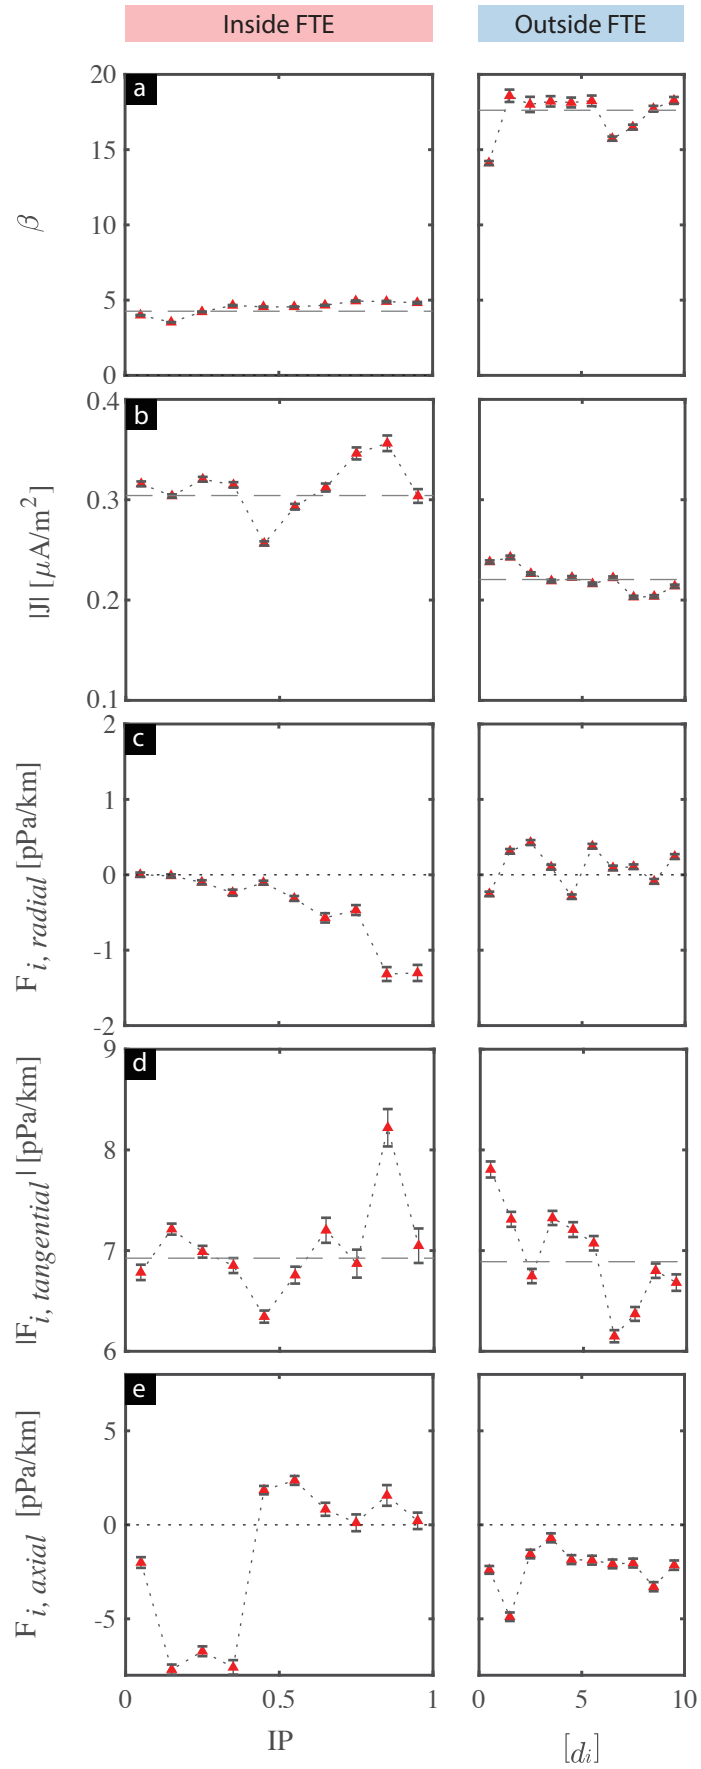 Inside FTE
Outside FTE
a
20
15
10
5
0
β
b
0.4
0.3
0.2
0.1
|J| [μA/m²]
c
2
1
0
-1
-2
F i, radial [pPa/km]
d
9
8
7
6
|F i, tangential| [pPa/km]
e
5
0
-5
F i, axial [pPa/km]
0 0.5 1
IP
0 5 10
[di]